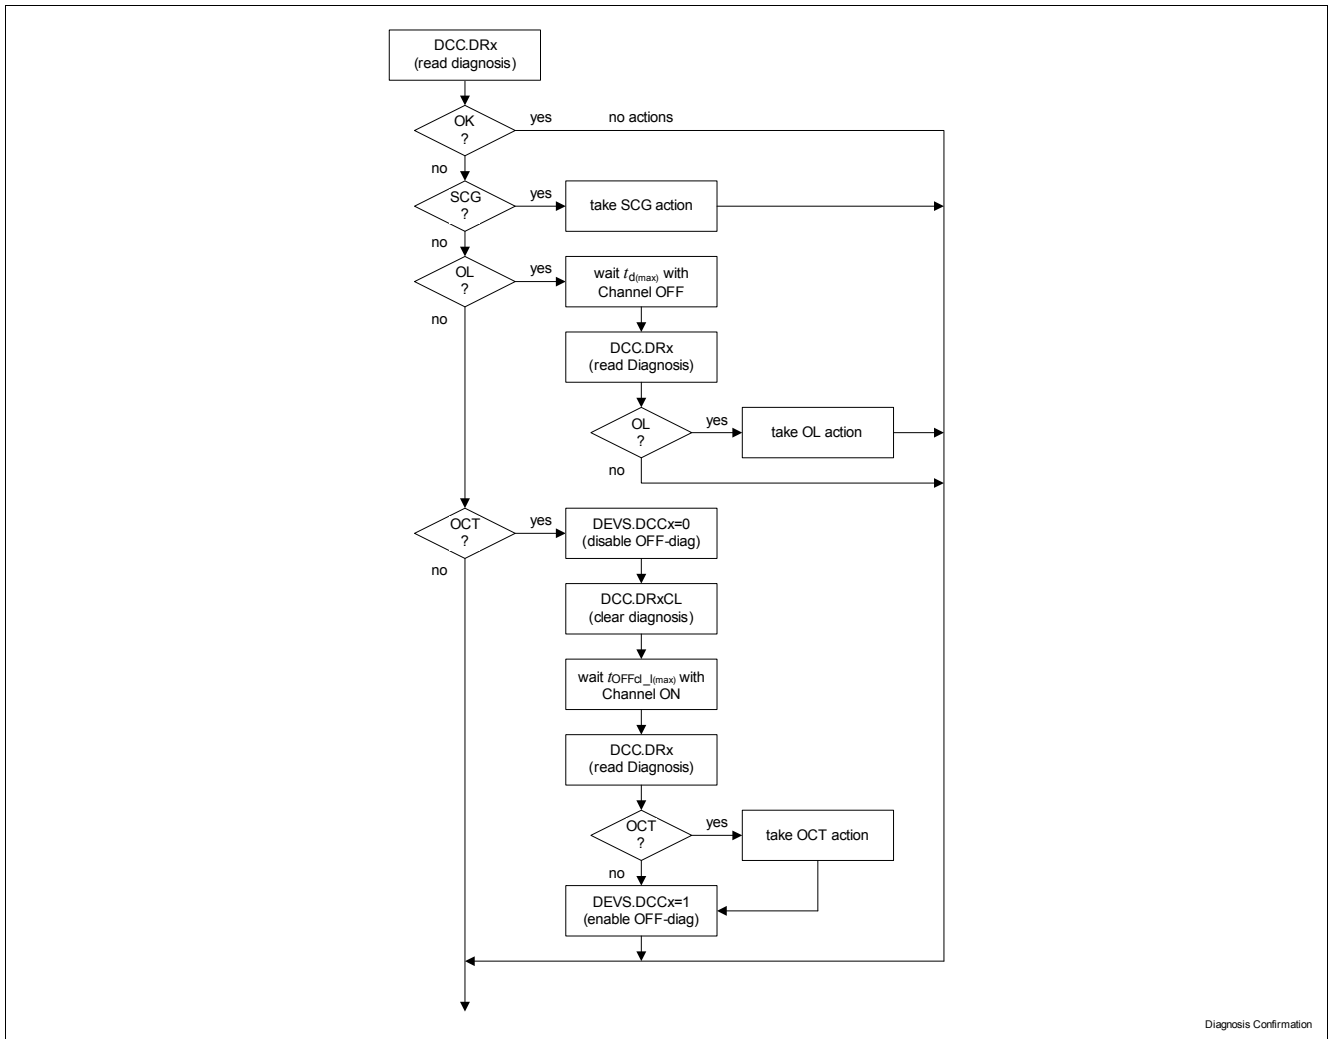 DCC.DRx
(read diagnosis)
OK
?
yes
no actions
no
SCG
?
yes
take SCG action
no
OL
?
yes
wait td(max) with
Channel OFF
no
DCC.DRx
(read Diagnosis)
OL
?
yes
take OL action
no
OCT
?
yes
DEVS.DCCx=0
(disable OFF-diag)
no
DCC.DRxCL
(clear diagnosis)
wait tOFFcl_l(max) with
Channel ON
DCC.DRx
(read Diagnosis)
OCT
?
yes
take OCT action
no
DEVS.DCCx=1
(enable OFF-diag)
Diagnosis Confirmation